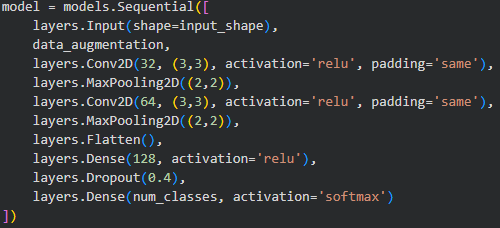 model = models.Sequential([
    layers.Input(shape=input_shape),
    data_augmentation,
    layers.Conv2D(32, (3,3), activation='relu', padding='same'),
    layers.MaxPooling2D((2,2)),
    layers.Conv2D(64, (3,3), activation='relu', padding='same'),
    layers.MaxPooling2D((2,2)),
    layers.Flatten(),
    layers.Dense(128, activation='relu'),
    layers.Dropout(0.4),
    layers.Dense(num_classes, activation='softmax')
])